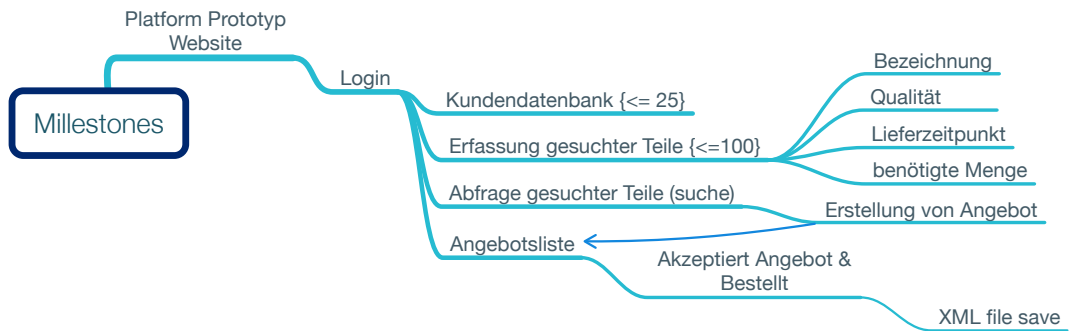 Platform Prototyp
Website
Millestones
Login
Kundendatenbank {<= 25}
Erfassung gesuchter Teile {<=100}
Bezeichnung
Qualität
Lieferzeitpunkt
benötigte Menge
Abfrage gesuchter Teile (suche)
Erstellung von Angebot
Angebotsliste
Akzeptiert Angebot &
Bestellt
XML file save